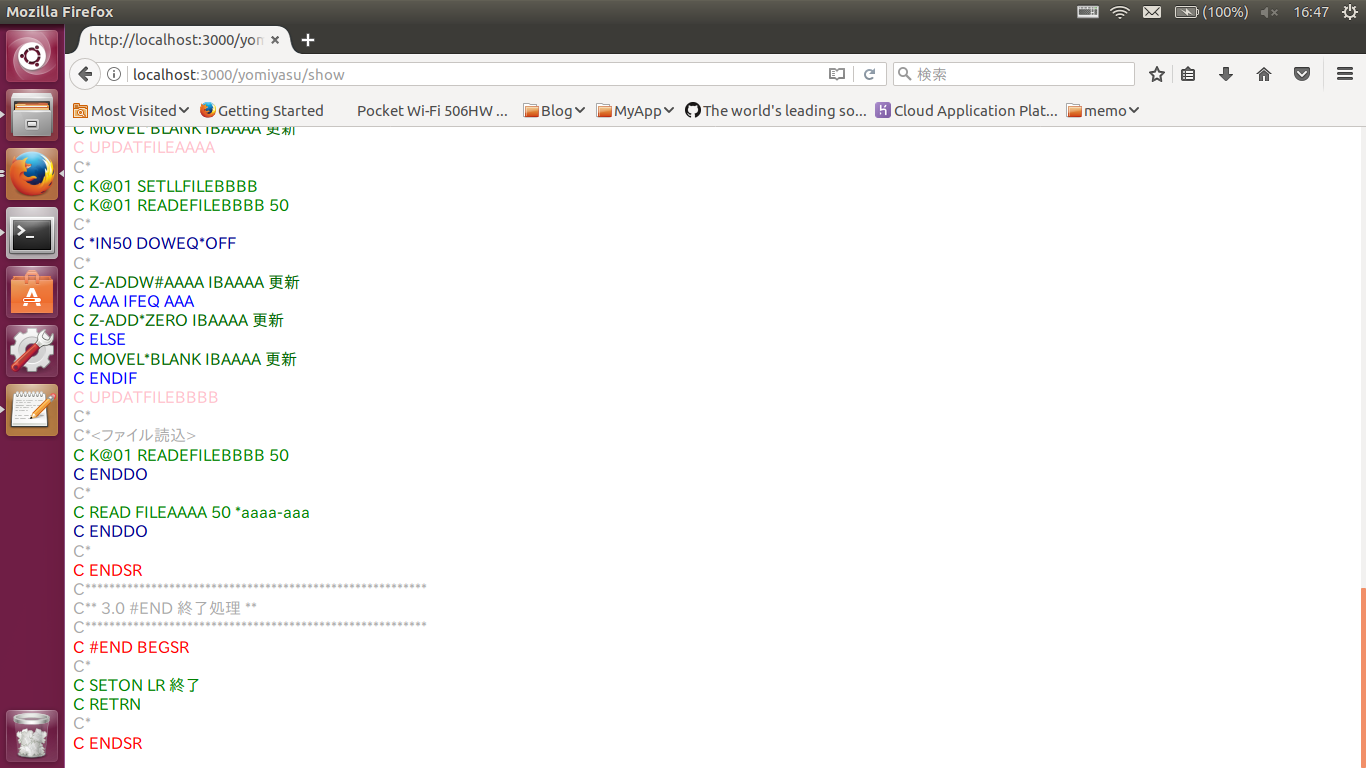 Mozilla Firefox
(100%)
16:47
http://localhost:3000/yom
localhost:3000/yomiyasu/show
検索
Most Visited
Getting Started
Pocket Wi-Fi 506HW ...
Blog
MyApp
The world's leading so...
Cloud Application Plat...
memo
C MOVEL*BLANK IBAAAA 更新
C UPDATFILEAAAA
C*
C K@01 SETLLFILEBBBB
C K@01 READEFILEBBBB 50
C*
C *IN50 DOWEQ*OFF
C*
C Z-ADDW#AAAA IBAAAA 更新
C AAA IFEQ AAA
C Z-ADD*ZERO IBAAAA 更新
C ELSE
C MOVEL*BLANK IBAAAA 更新
C ENDIF
C UPDATFILEBBBB
C*
C*<ファイル読込>
C K@01 READEFILEBBBB 50
C ENDDO
C*
C READ FILEAAAA 50 *aaaa-aaa
C ENDDO
C*
C ENDSR
C*********************************************************
C** 3.0 #END 終了処理 **
C*********************************************************
C #END BEGSR
C*
C SETON LR 終了
C RETRN
C*
C ENDSR